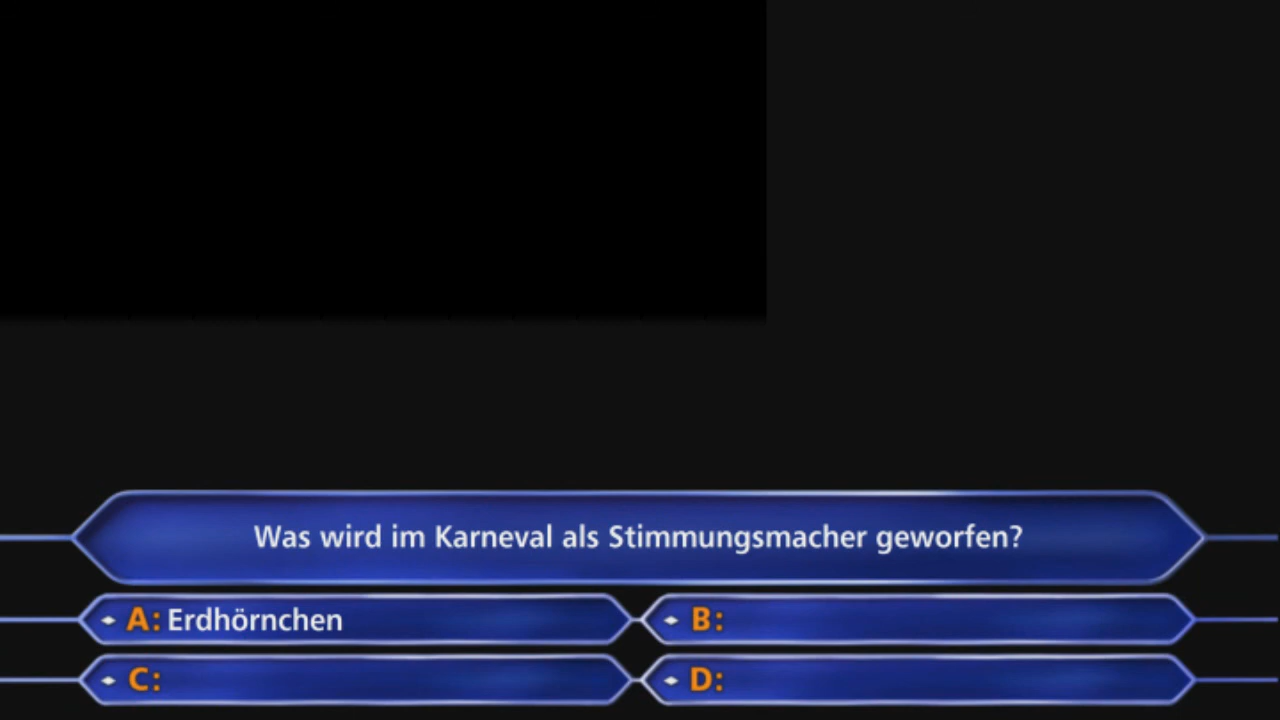 Was wird im Karneval als Stimmungsmacher geworfen?
A: Erdhörnchen
B:
C:
D: